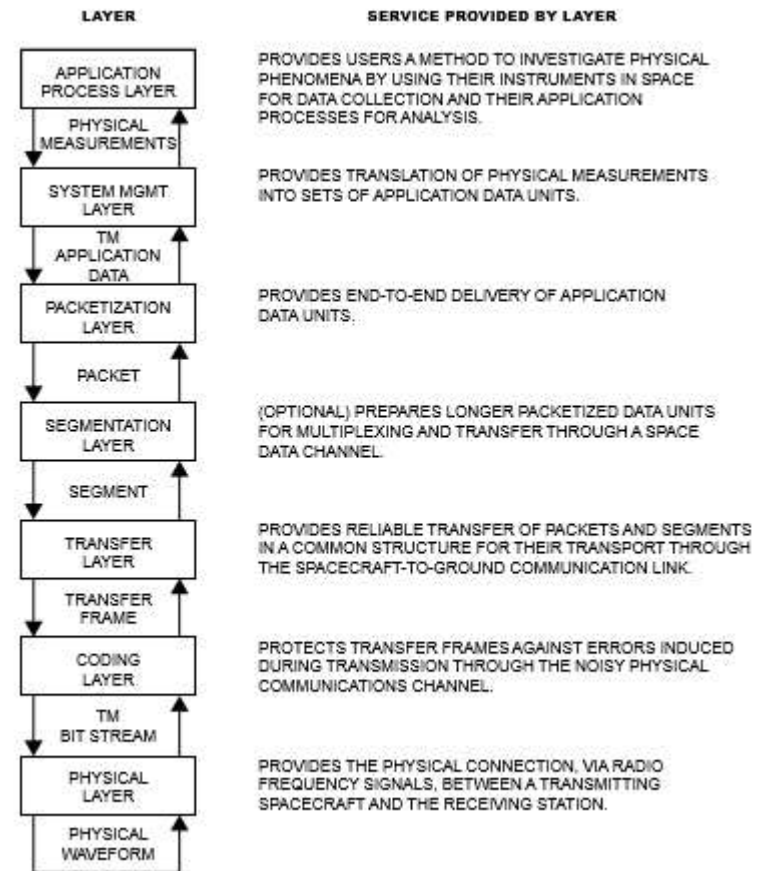 LAYER
SERVICE PROVIDED BY LAYER
APPLICATION
PROCESS LAYER
PROVIDES USERS A METHOD TO INVESTIGATE PHYSICAL
PHENOMENA BY USING THEIR INSTRUMENTS IN SPACE
FOR DATA COLLECTION AND THEIR APPLICATION
PROCESSES FOR ANALYSIS.
PHYSICAL
MEASUREMENTS
SYSTEM MGMT
LAYER
PROVIDES TRANSLATION OF PHYSICAL MEASUREMENTS
INTO SETS OF APPLICATION DATA UNITS.
TM
APPLICATION
DATA
PACKETIZATION
LAYER
PROVIDES END-TO-END DELIVERY OF APPLICATION
DATA UNITS.
PACKET
SEGMENTATION
LAYER
(OPTIONAL) PREPARES LONGER PACKETIZED DATA UNITS
FOR MULTIPLEXING AND TRANSFER THROUGH A SPACE
DATA CHANNEL.
SEGMENT
TRANSFER
LAYER
PROVIDES RELIABLE TRANSFER OF PACKETS AND SEGMENTS
IN A COMMON STRUCTURE FOR THEIR TRANSPORT THROUGH
THE SPACECRAFT-TO-GROUND COMMUNICATION LINK.
TRANSFER
FRAME
CODING
LAYER
PROTECTS TRANSFER FRAMES AGAINST ERRORS INDUCED
DURING TRANSMISSION THROUGH THE NOISY PHYSICAL
COMMUNICATIONS CHANNEL.
TM
BIT STREAM
PHYSICAL
LAYER
PROVIDES THE PHYSICAL CONNECTION, VIA RADIO
FREQUENCY SIGNALS, BETWEEN A TRANSMITTING
SPACECRAFT AND THE RECEIVING STATION.
PHYSICAL
WAVEFORM